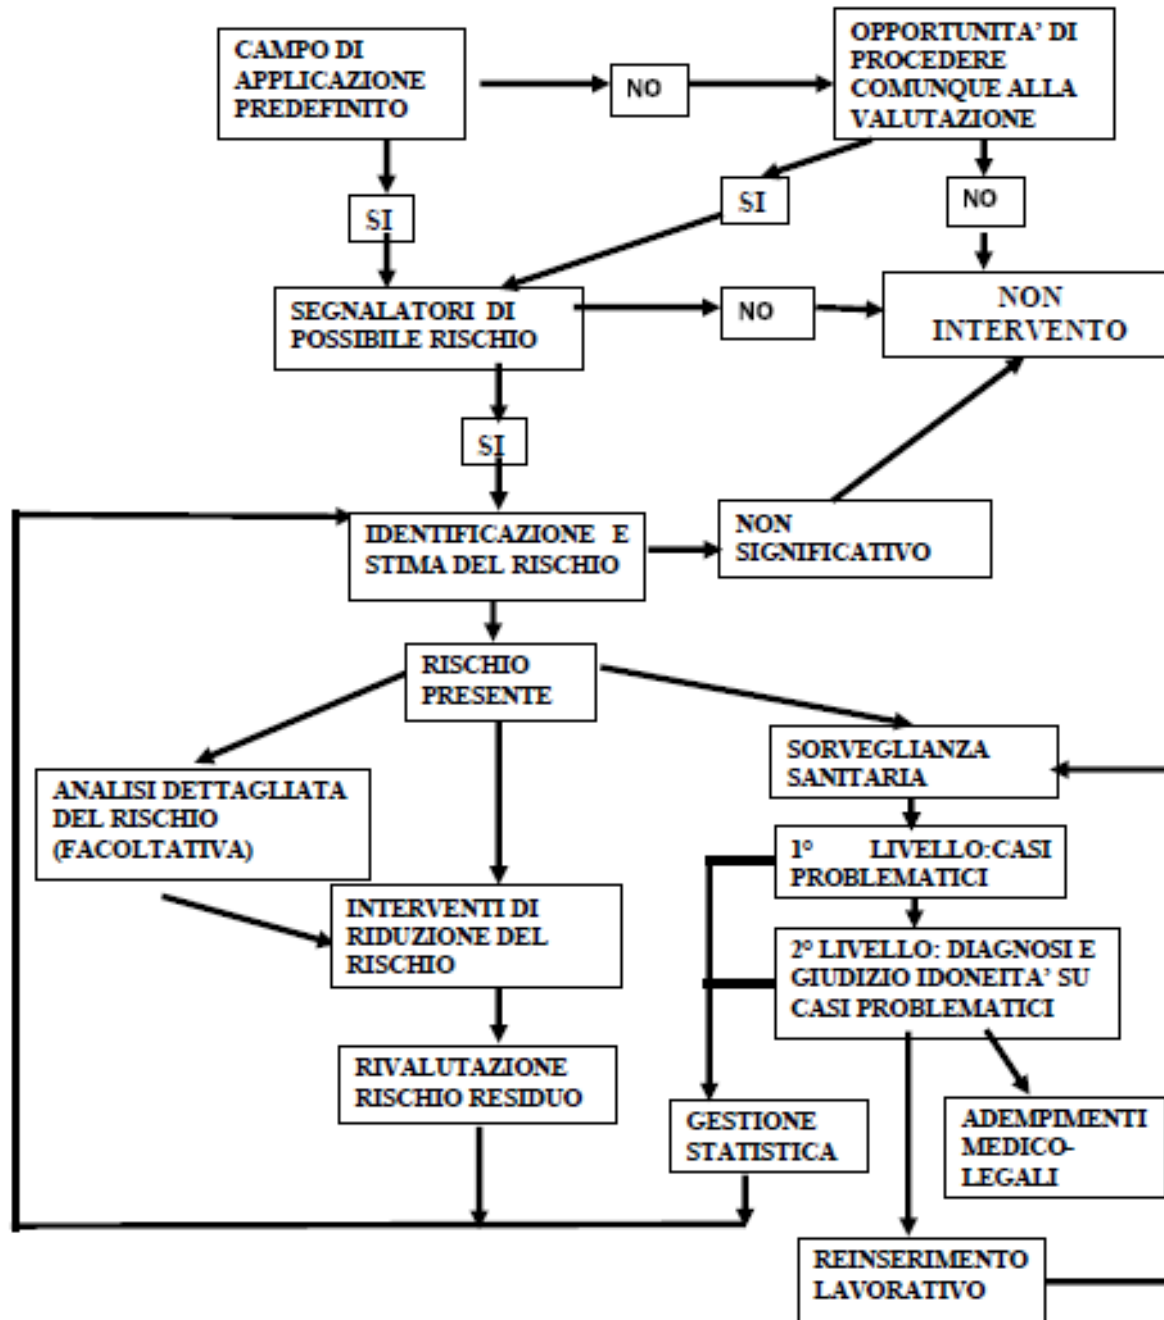 CAMPO DI
APPLICAZIONE
PREDEFINITO
NO
OPPORTUNITA' DI
PROCEDERE
COMUNQUE ALLA
VALUTAZIONE
SI
SI
NO
SEGNALATORI DI
POSSIBILE RISCHIO
NO
NON
INTERVENTO
SI
IDENTIFICAZIONE E
STIMA DEL RISCHIO
NON
SIGNIFICATIVO
RISCHIO
PRESENTE
SORVEGLIANZA
SANITARIA
ANALISI DETTAGLIATA
DEL RISCHIO
(FACOLTATIVA)
1° LIVELLO:CASI
PROBLEMATICI
INTERVENTI DI
RIDUZIONE DEL
RISCHIO
2° LIVELLO: DIAGNOSI E
GIUDIZIO IDONEITA' SU
CASI PROBLEMATICI
RIVALUTAZIONE
RISCHIO RESIDUO
GESTIONE
STATISTICA
ADEMPIMENTI
MEDICO-
LEGALI
REINSERIMENTO
LAVORATIVO